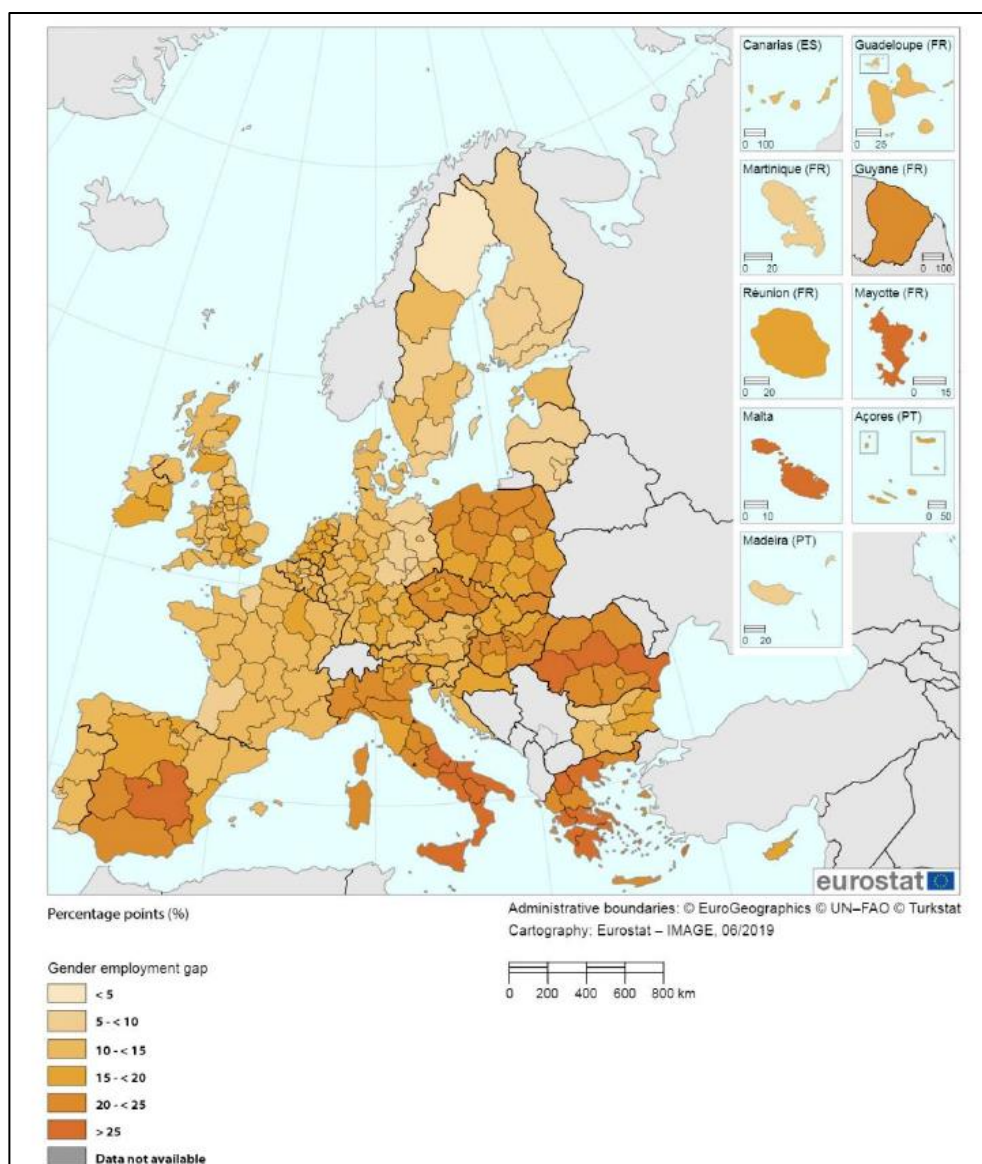 Canarias (ES)
0 100
Guadeloupe (FR)
0 25
Martinique (FR)
0 20
Guyane (FR)
0 100
Réunion (FR)
0 20
Mayotte (FR)
0 15
Malta
0 10
Açores (PT)
0 50
Madeira (PT)
0 20
eurostat
Percentage points (%)
Administrative boundaries: © EuroGeographics © UN–FAO © Turkstat
Cartography: Eurostat – IMAGE, 06/2019
0 200 400 600 800 km
Gender employment gap
< 5
5 - < 10
10 - < 15
15 - < 20
20 - < 25
> 25
Data not available